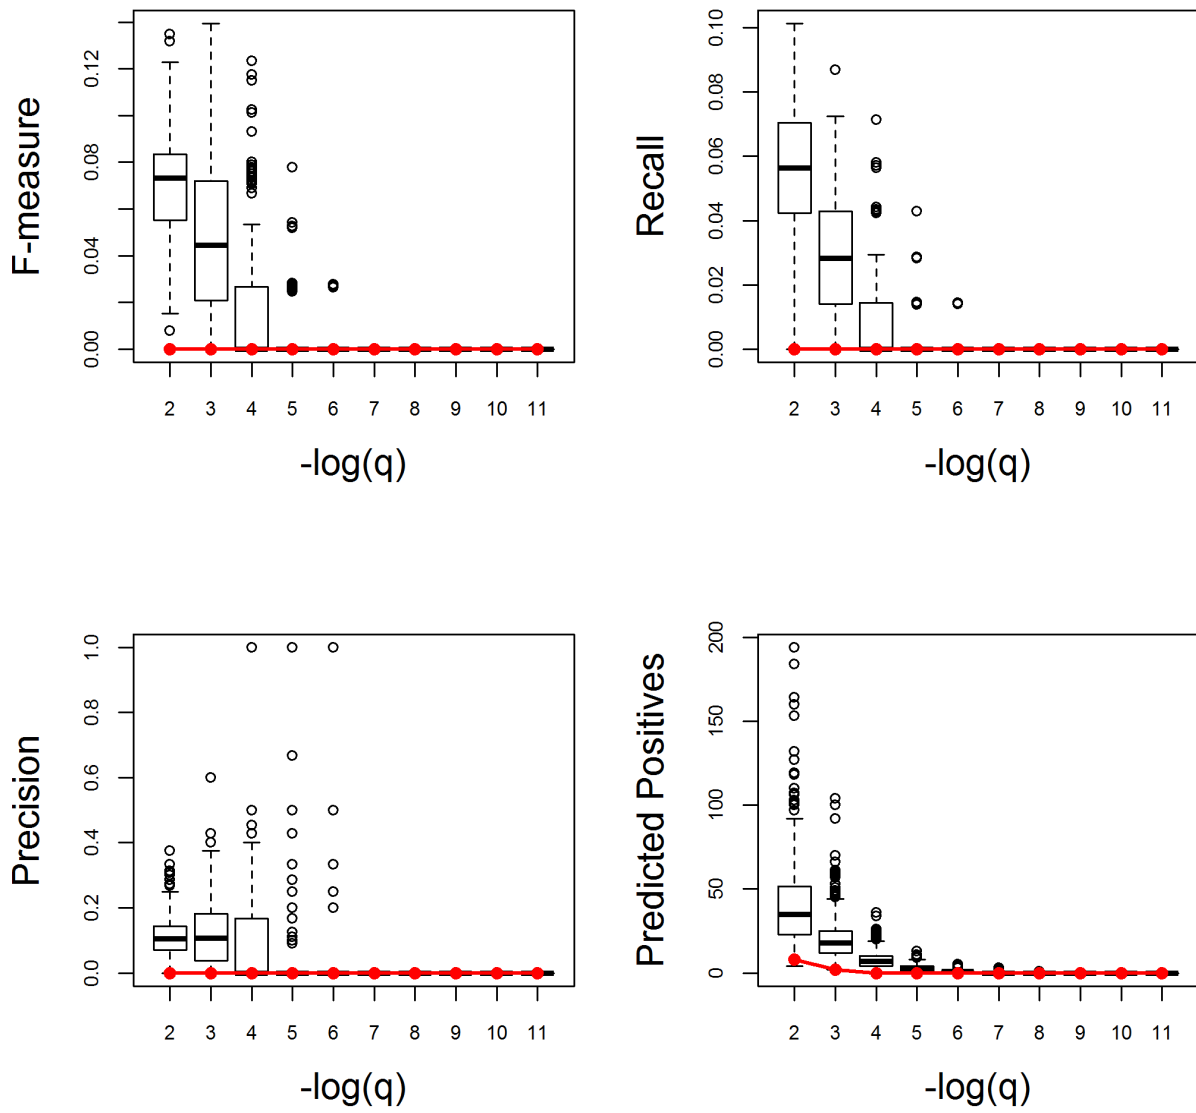 F-measure
0.00 0.04 0.08 0.12
2 3 4 5 6 7 8 9 10 11
-log(q)
Recall
0.00 0.02 0.04 0.06 0.08 0.10
2 3 4 5 6 7 8 9 10 11
-log(q)
Precision
0.0 0.2 0.4 0.6 0.8 1.0
2 3 4 5 6 7 8 9 10 11
-log(q)
Predicted Positives
0 50 100 150 200
2 3 4 5 6 7 8 9 10 11
-log(q)